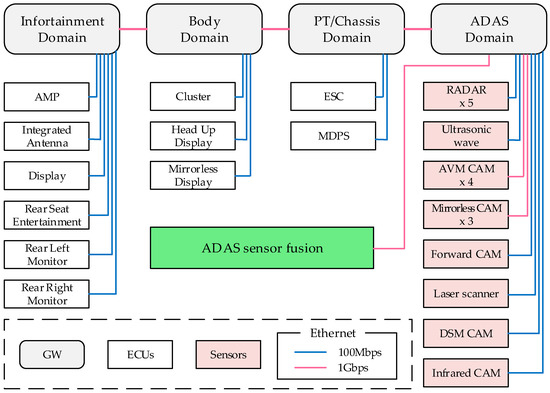 Infortainment
Domain
Body
Domain
PT/Chassis
Domain
ADAS
Domain
AMP
Integrated
Antenna
Display
Rear Seat
Entertainment
Rear Left
Monitor
Rear Right
Monitor
Cluster
Head Up
Display
Mirrorless
Display
ESC
MDPS
ADAS sensor fusion
RADAR
x 5
Ultrasonic
wave
AVM CAM
x 4
Mirrorless CAM
x 3
Forward CAM
Laser scanner
DSM CAM
Infrared CAM
GW
ECUs
Sensors
Ethernet
100Mbps
1Gbps